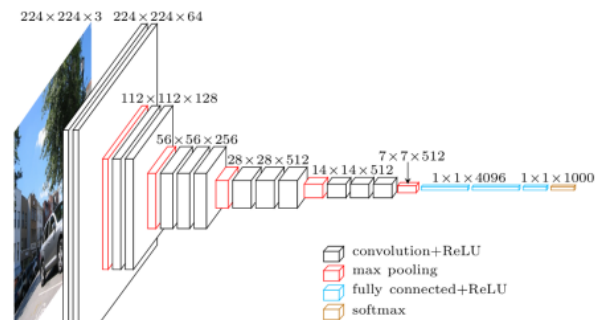 224×224×3
224×224×64
112×112×128
56×56×256
28×28×512
14×14×512
7×7×512
1×1×4096
1×1×1000
convolution+ReLU
max pooling
fully connected+ReLU
softmax